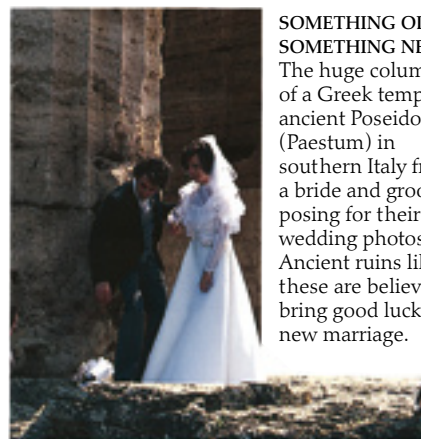 SOMETHING OL
SOMETHING NE
The huge colum
of a Greek temp
ancient Poseido
(Paestum) in
southern Italy fr
a bride and groo
posing for their
wedding photos
Ancient ruins lik
these are believ
bring good luck
new marriage.